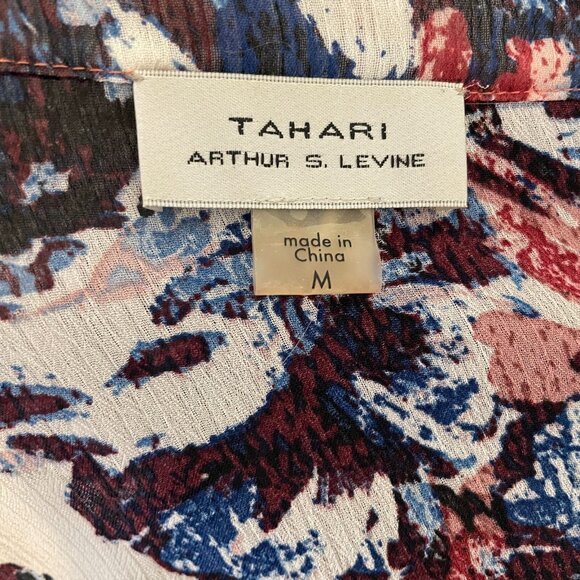 TAHARI
ARTHUR S. LEVINE
made in
China
M